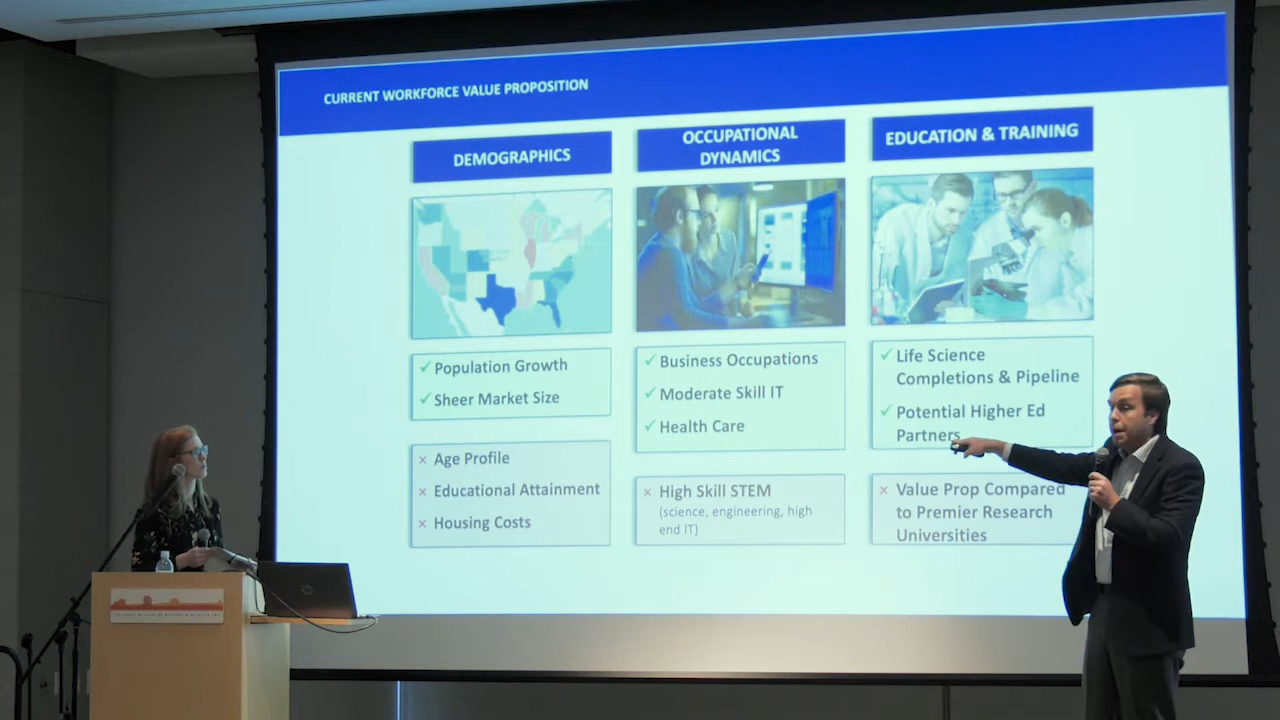 CURRENT WORKFORCE VALUE PROPOSITION
DEMOGRAPHICS
✓ Population Growth
✓ Sheer Market Size
× Age Profile
× Educational Attainment
× Housing Costs
OCCUPATIONAL
DYNAMICS
✓ Business Occupations
✓ Moderate Skill IT
✓ Health Care
× High Skill STEM
(science, engineering, high
end IT)
EDUCATION & TRAINING
✓ Life Science
Completions & Pipeline
✓ Potential Higher Ed
Partners
× Value Prop Compared
to Premier Research
Universities